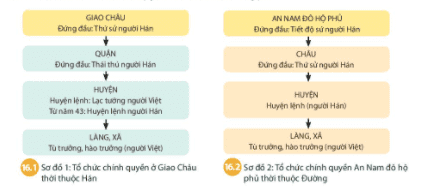 GIAO CHÂU
Đứng đầu: Thứ sử người Hán
QUẬN
Đứng đầu: Thái thú người Hán
HUYỆN
Huyện lệnh: Lạc tướng người Việt
Từ năm 43: Huyện lệnh người Hán
LÀNG, XÃ
Tù trưởng, hào trưởng (người Việt)
16.1 Sơ đồ 1: Tổ chức chính quyền ở Giao Châu
thời thuộc Hán
AN NAM ĐÔ HỘ PHỦ
Đứng đầu: Tiết độ sứ người Hán
CHÂU
Đứng đầu: Thứ sử người Hán
HUYỆN
Huyện lệnh (người Hán)
LÀNG, XÃ
Tù trưởng, hào trưởng (người Việt)
16.2 Sơ đồ 2: Tổ chức chính quyền An Nam đô hộ
phủ thời thuộc Đường